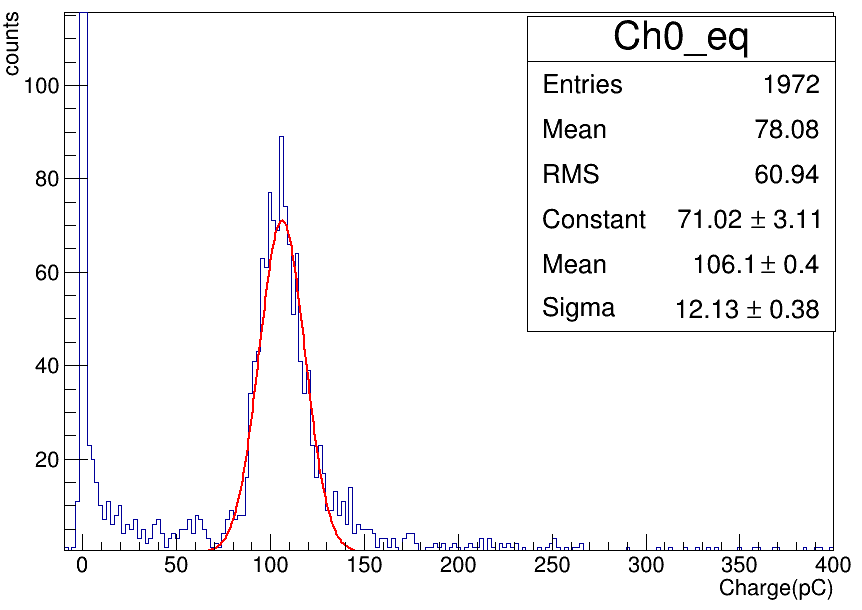 counts
Ch0_eq
Entries 1972
Mean 78.08
RMS 60.94
Constant 71.02 ± 3.11
Mean 106.1 ± 0.4
Sigma 12.13 ± 0.38
100
80
60
40
20
0 50 100 150 200 250 300 350 400
Charge(pC)